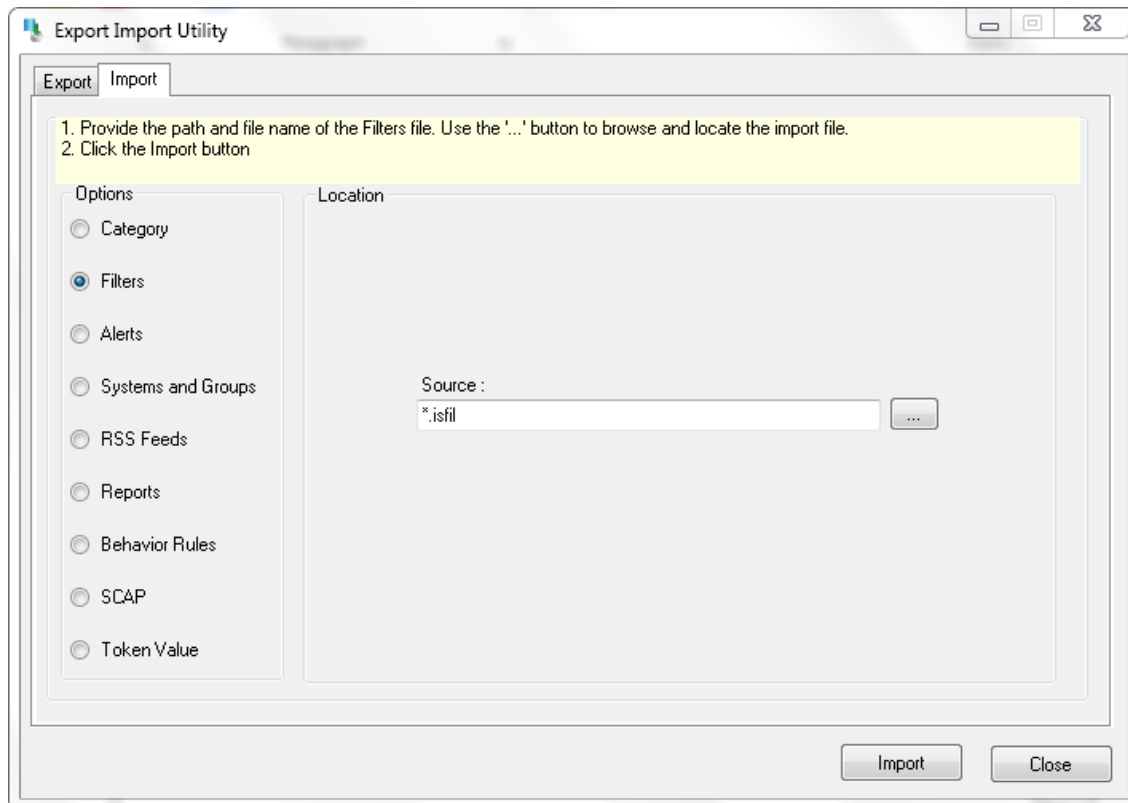 Export Import Utility
Export
Import
1. Provide the path and file name of the Filters file. Use the '...' button to browse and locate the import file.
2. Click the Import button
Options
Location
Category
Filters
Alerts
Systems and Groups
RSS Feeds
Reports
Behavior Rules
SCAP
Token Value
Source :
*.isfil
...
Import
Close